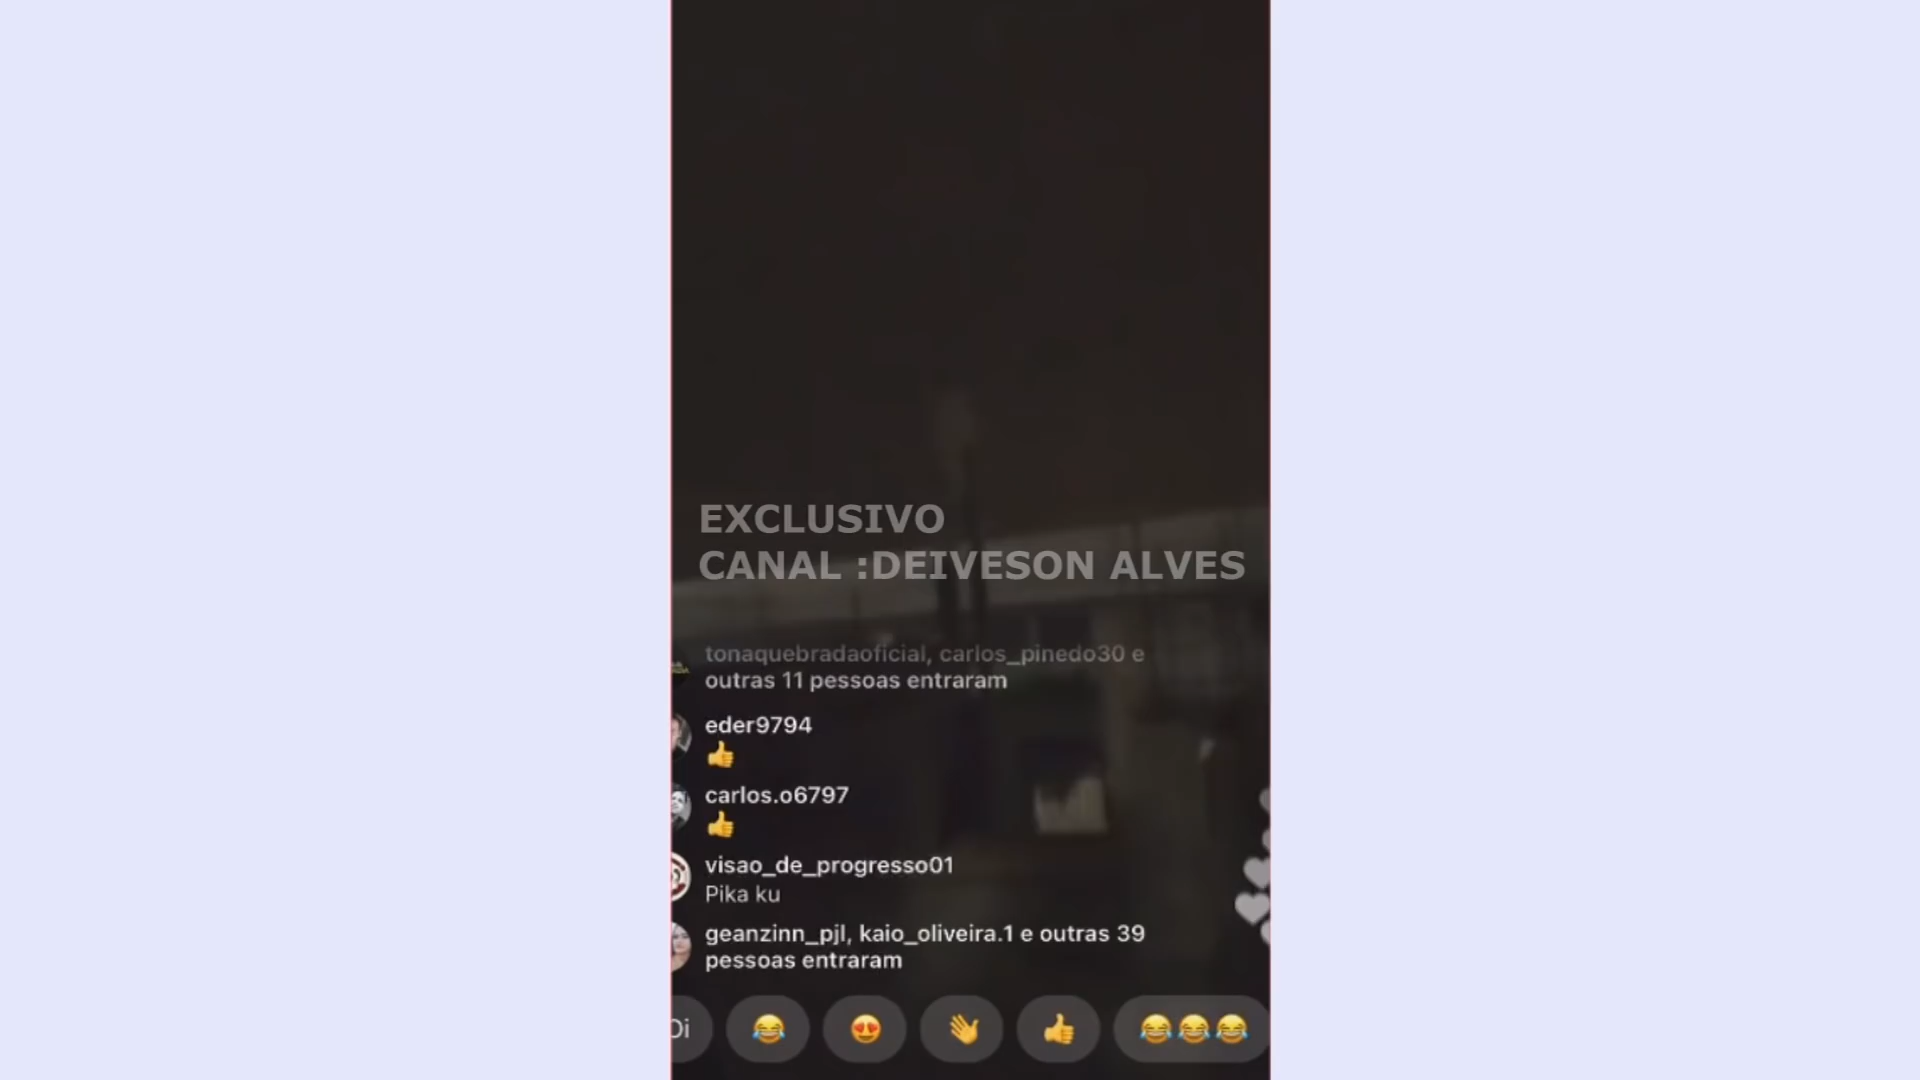 EXCLUSIVO
CANAL :DEIVESON ALVES
tonaquebradaoficial, carlos_pinedo30 e
outras 11 pessoas entraram
eder9794
👍
carlos.o6797
👍
visao_de_progresso01
Pika ku
geanzinn_pjl, kaio_oliveira.1 e outras 39
pessoas entraram
Oi 😂 😍 👋 👍 😂😂😂